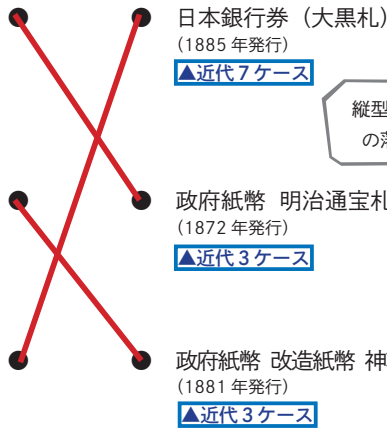 日本銀行券（大黒札）
（1885 年発行）
▲近代７ケース
縦型
の落
政府紙幣 明治通宝札
（1872 年発行）
▲近代３ケース
政府紙幣 改造紙幣 神
（1881 年発行）
▲近代３ケース